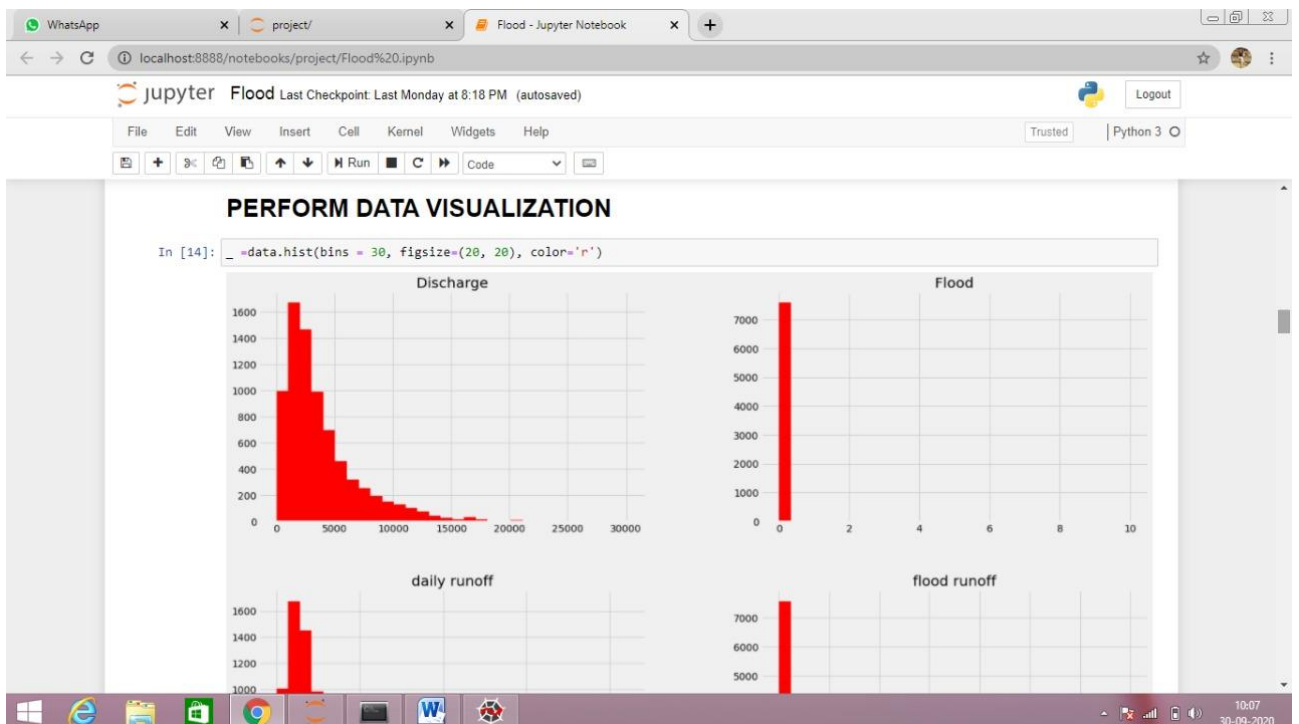 WhatsApp
project/
Flood - Jupyter Notebook
localhost:8888/notebooks/project/Flood%20.ipynb
jupyter Flood Last Checkpoint: Last Monday at 8:18 PM (autosaved)
Logout
File Edit View Insert Cell Kernel Widgets Help
Trusted Python 3
Run Code
PERFORM DATA VISUALIZATION
In [14]: _ =data.hist(bins = 30, figsize=(20, 20), color='r')
Discharge
1600
1400
1200
1000
800
600
400
200
0
0 5000 10000 15000 20000 25000 30000
Flood
7000
6000
5000
4000
3000
2000
1000
0
0 2 4 6 8 10
daily runoff
1600
1400
1200
1000
flood runoff
7000
6000
5000
10:07
30-09-2020